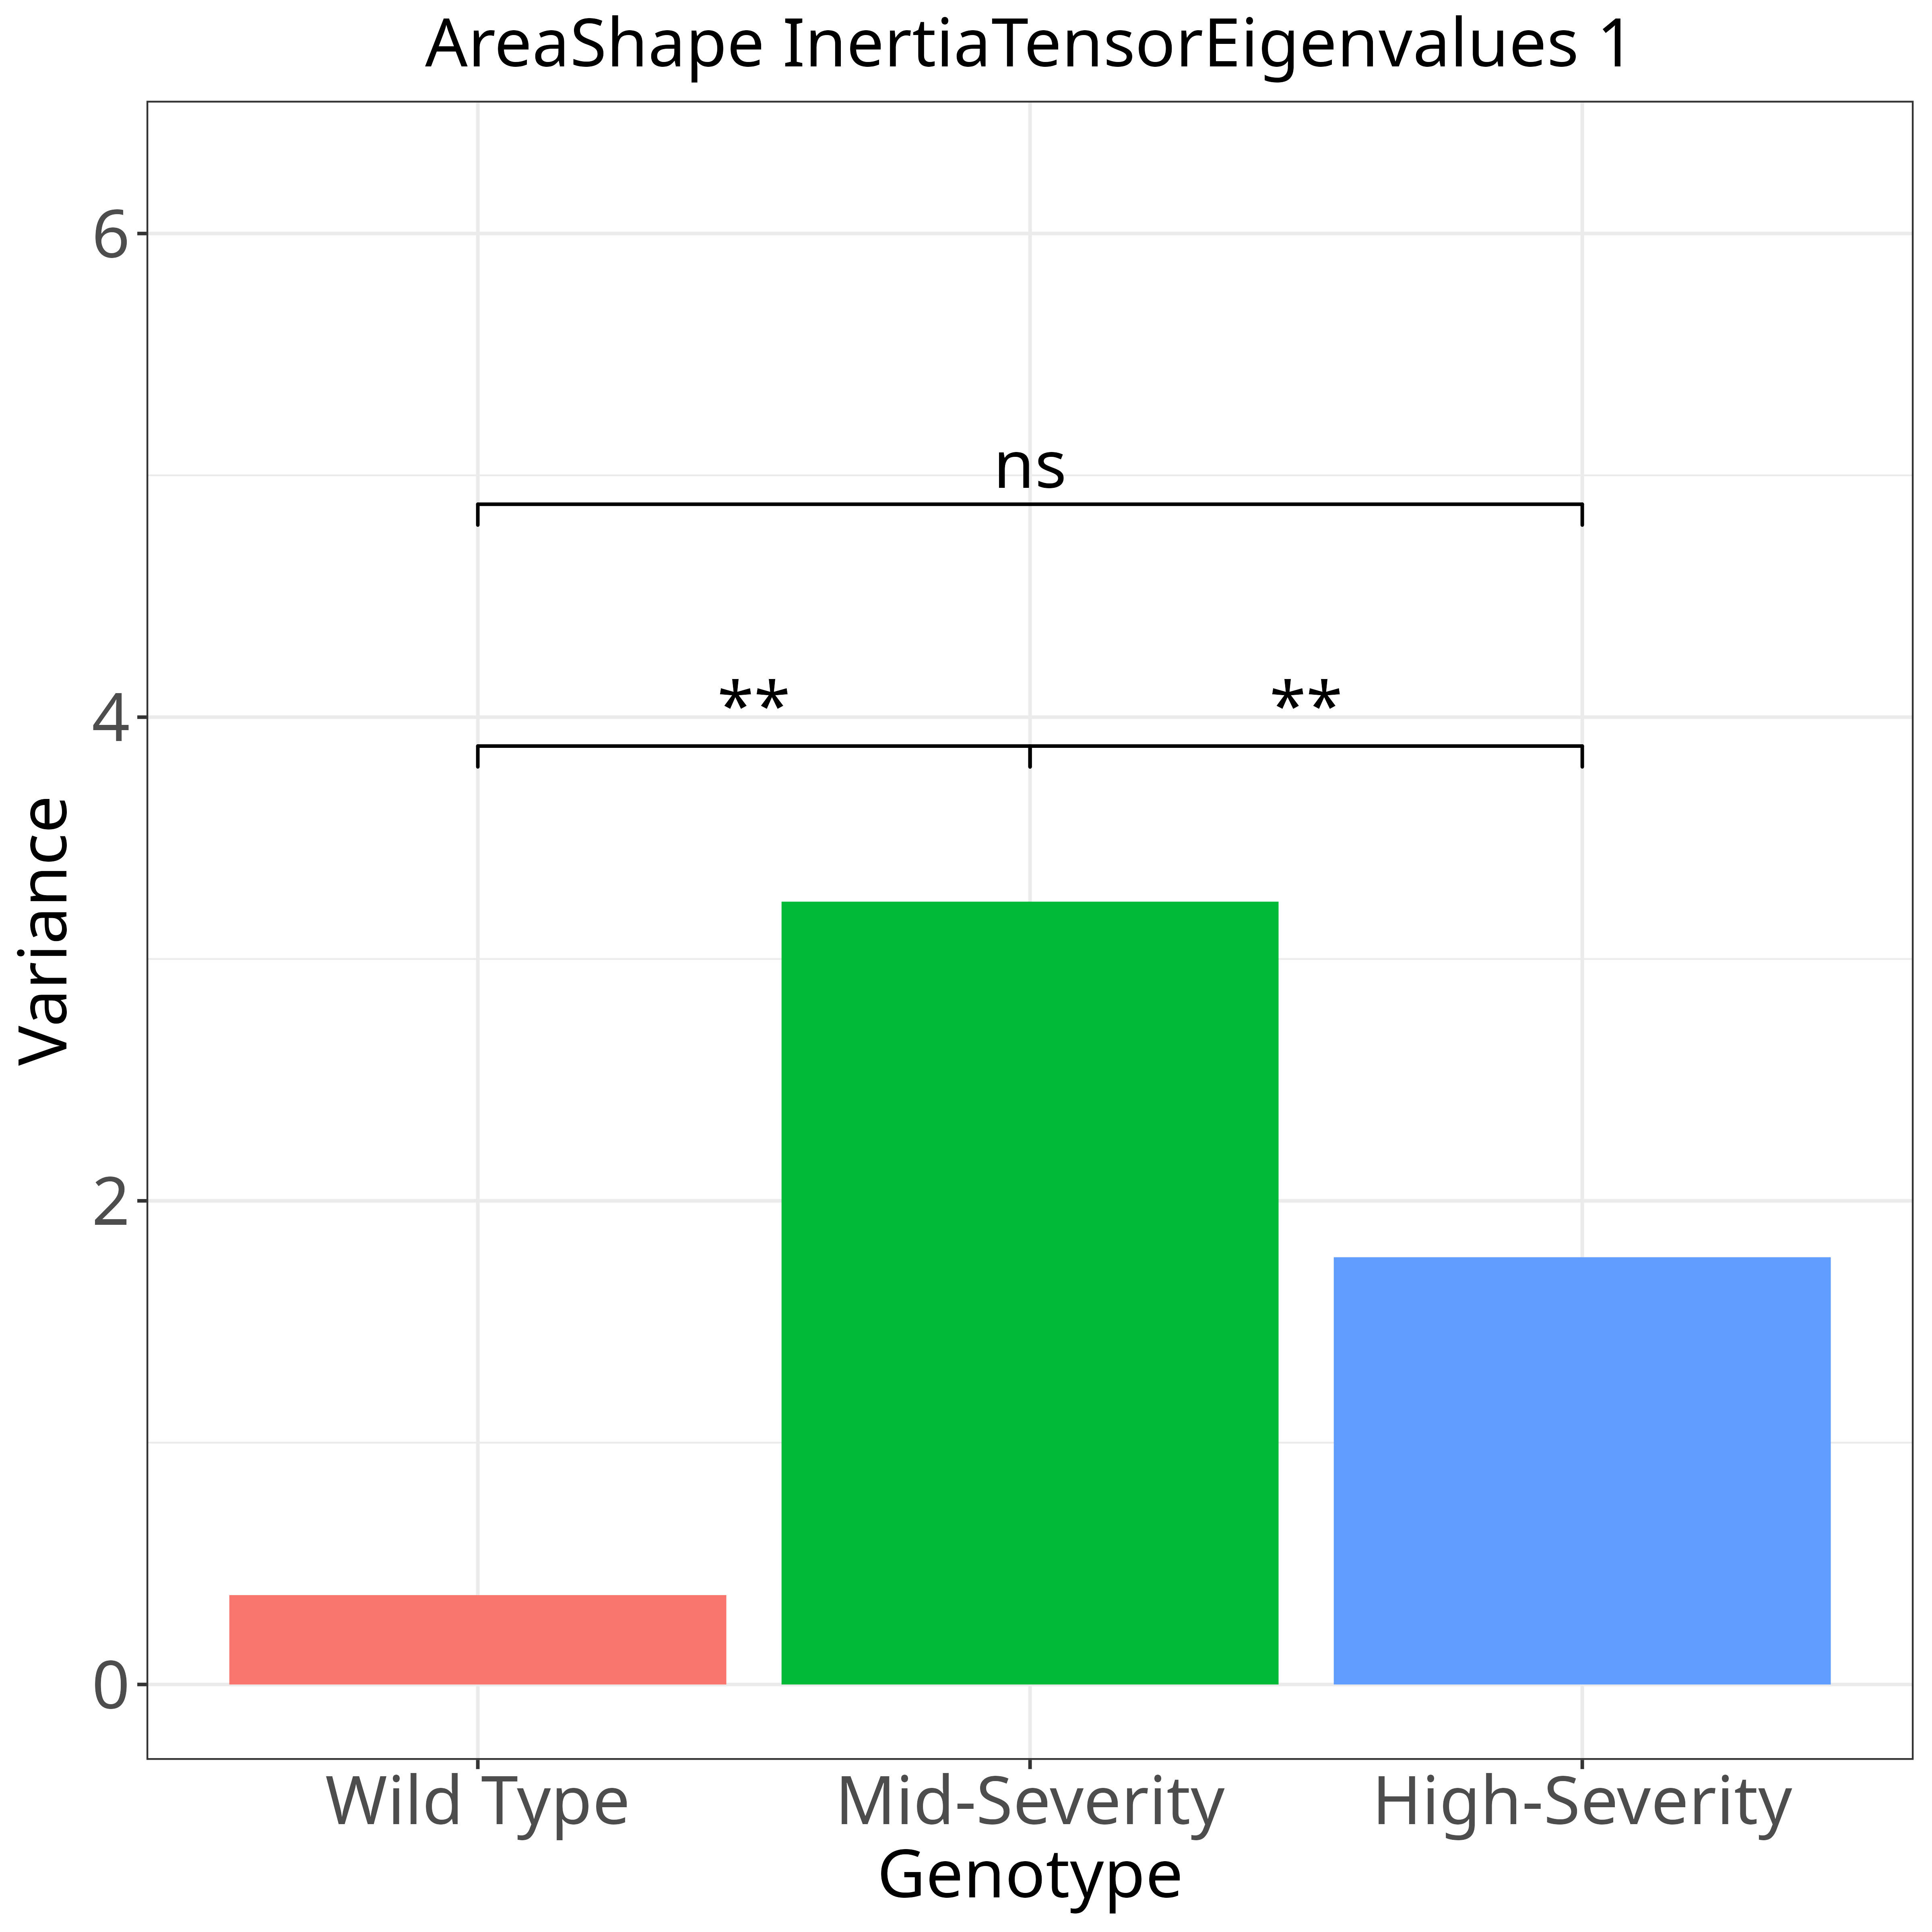 AreaShape InertiaTensorEigenvalues 1
6
ns
** **
4
Variance
2
0
Wild Type Mid-Severity High-Severity
Genotype